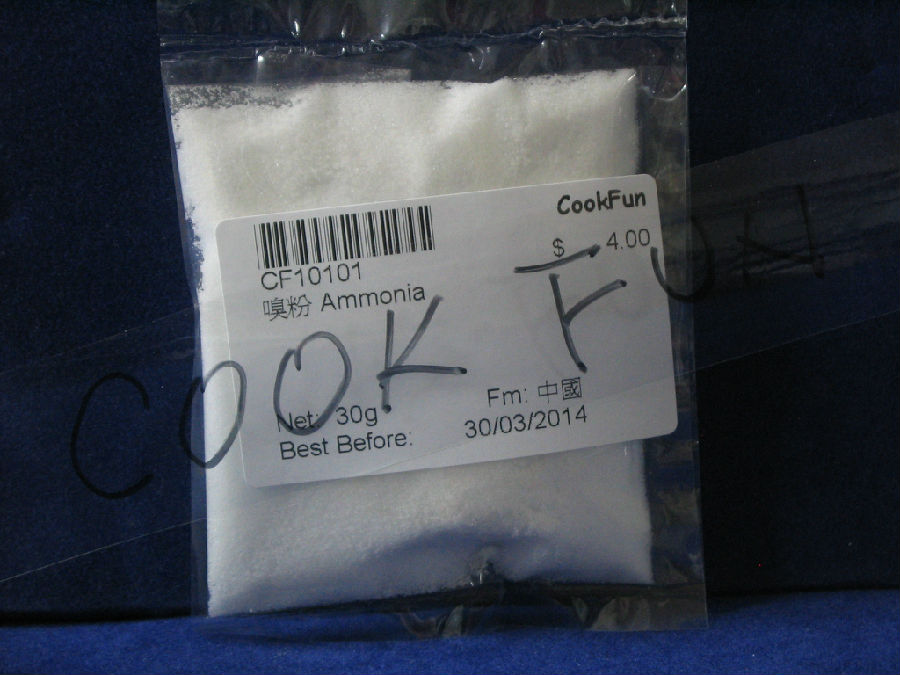 CookFun
$ 4.00
CF10101
嗅粉 Ammonia
COOK FUN
Net: 30g
Fm: 中國
Best Before: 30/03/2014